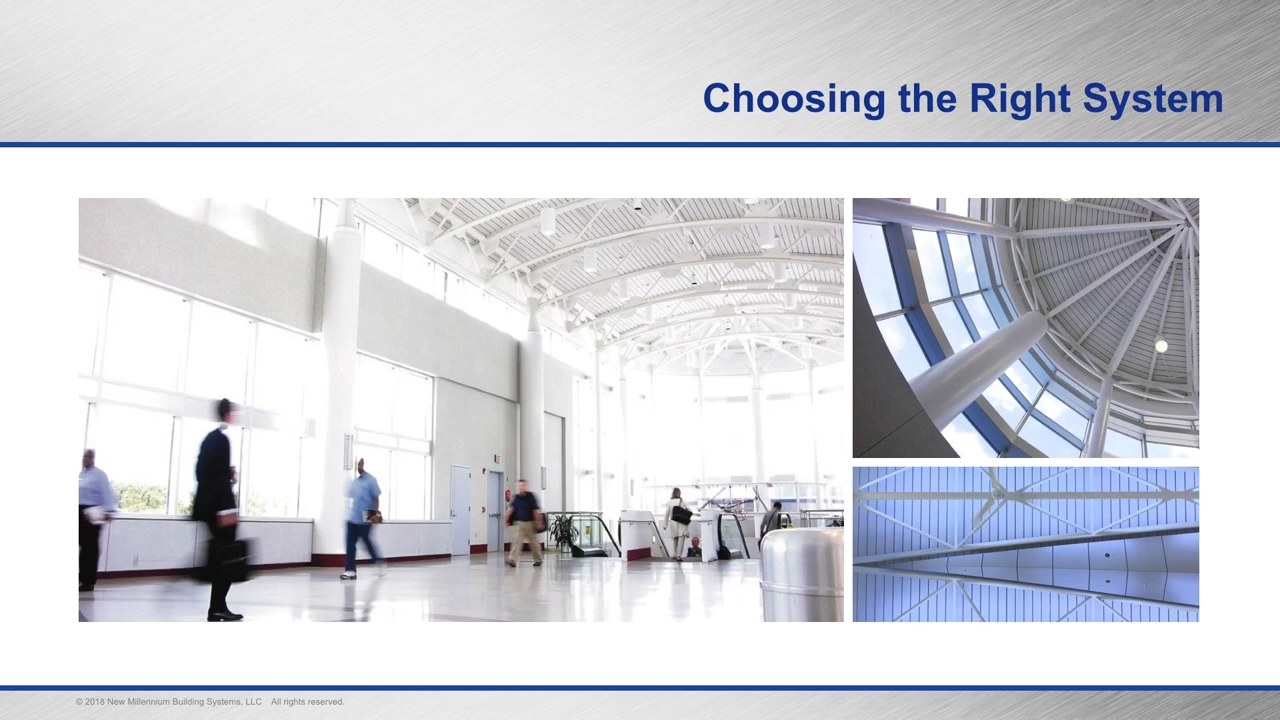 Choosing the Right System
© 2018 New Millennium Building Systems, LLC All rights reserved.